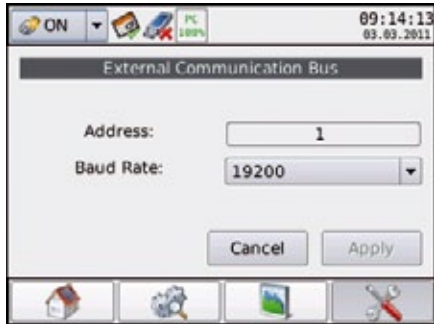 ON
PC
100%
09:14:13
03.03.2011
External Communication Bus
Address:
1
Baud Rate:
19200
Cancel
Apply